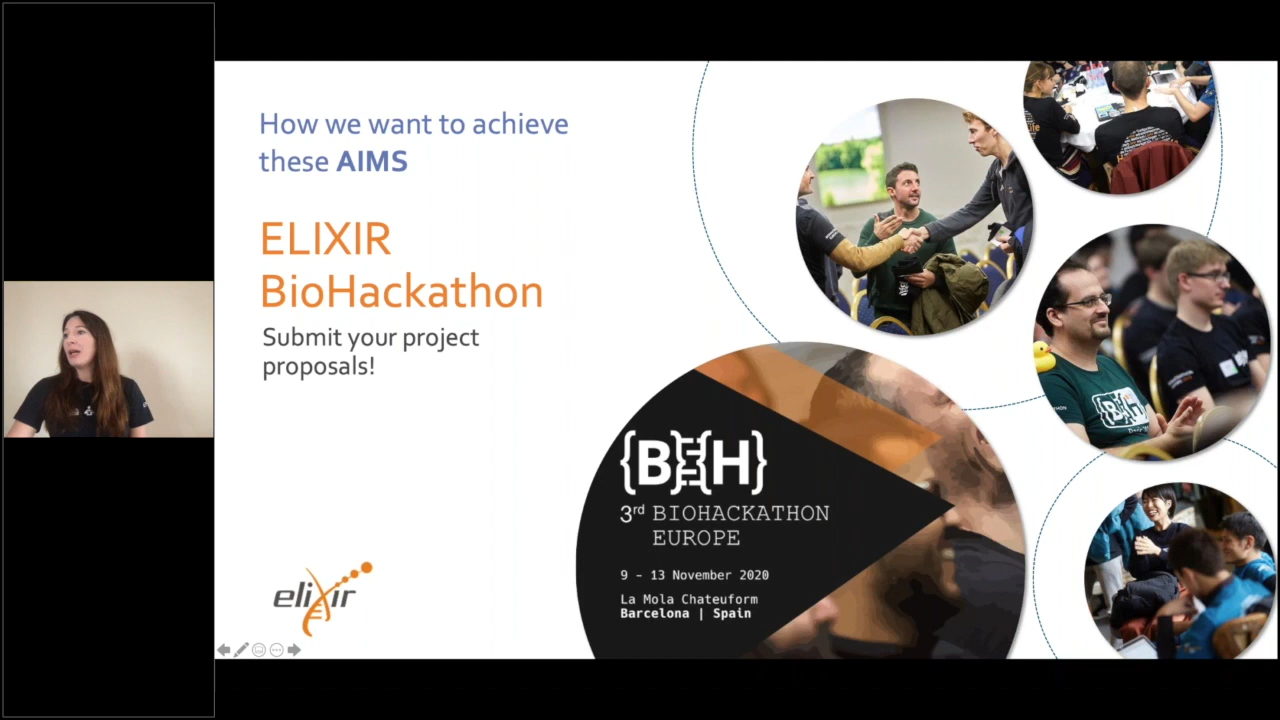 How we want to achieve
these AIMS
ELIXIR
BioHackathon
Submit your project
proposals!
{B H}
3rd BIOHACKATHON
EUROPE
9 - 13 November 2020
La Mola Chateuform
Barcelona | Spain
elixir